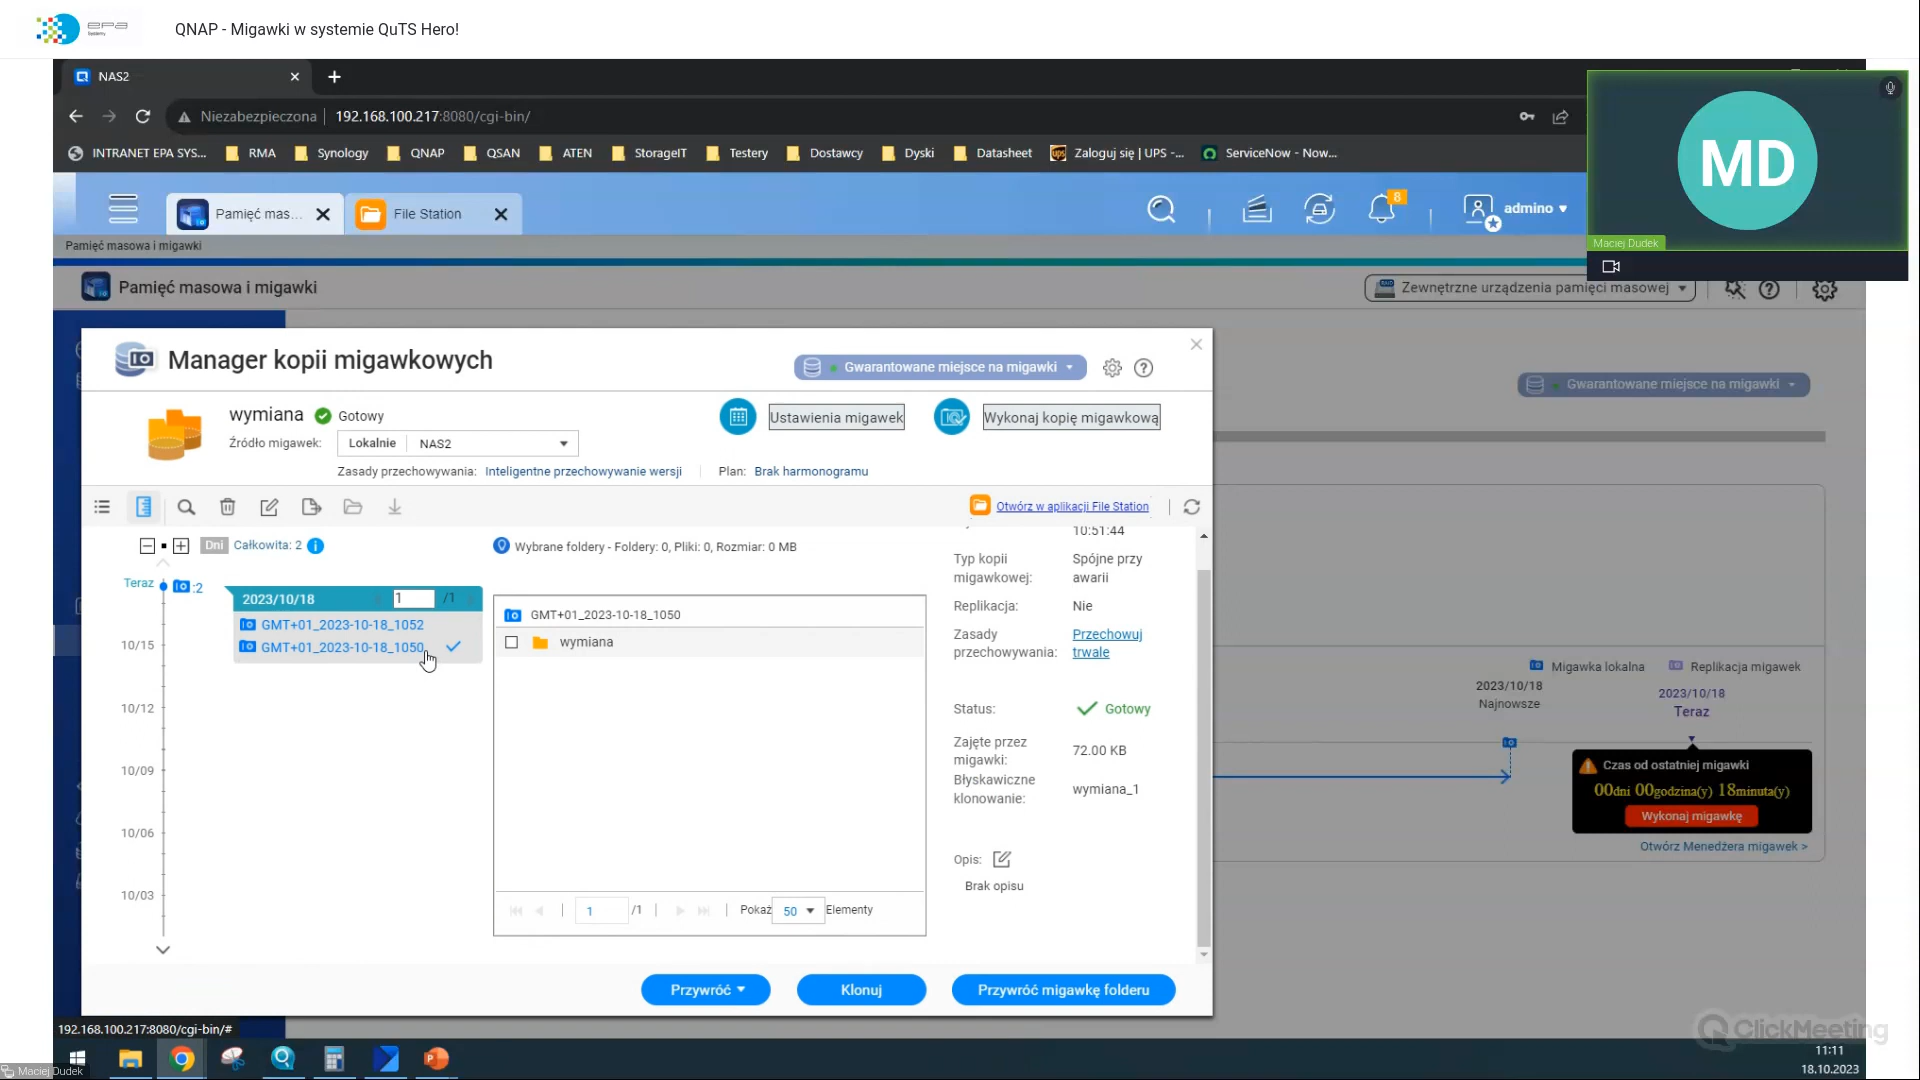 epa
Systemy
QNAP - Migawki w systemie QuTS Hero!
NAS2
Niezabezpieczona
192.168.100.217:8080/cgi-bin/
INTRANET EPA SYS...
RMA
Synology
QNAP
QSAN
ATEN
StorageIT
Testery
Dostawcy
Dyski
Datasheet
Zaloguj się | UPS -...
ServiceNow - Now...
MD
Maciej Dudek
Pamięć mas...
File Station
8
admino
Pamięć masowa i migawki
Pamięć masowa i migawki
Zewnętrzne urządzenia pamięci masowej
Manager kopii migawkowych
Gwarantowane miejsce na migawki
Gwarantowane miejsce na migawki
wymiana
Gotowy
Ustawienia migawek
Wykonaj kopię migawkową
Źródło migawek:
Lokalnie
NAS2
Zasady przechowywania:
Inteligentne przechowywanie wersji
Plan:
Brak harmonogramu
Otwórz w aplikacji File Station
Dni
Całkowita: 2
Wybrane foldery - Foldery: 0, Pliki: 0, Rozmiar: 0 MB
10:51:44
Typ kopii migawkowej:
Spójne przy awarii
Teraz
:2
2023/10/18
1
/1
GMT+01_2023-10-18_1052
GMT+01_2023-10-18_1050
GMT+01_2023-10-18_1050
wymiana
Replikacja:
Nie
Zasady przechowywania:
Przechowuj trwale
Status:
Gotowy
Zajęte przez migawki:
72.00 KB
Błyskawiczne klonowanie:
wymiana_1
Opis:
Brak opisu
10/15
10/12
10/09
10/06
10/03
1
/1
Pokaż
50
Elementy
Przywróć
Klonuj
Przywróć migawkę folderu
Migawka lokalna
Replikacja migawek
2023/10/18
Najnowsze
2023/10/18
Teraz
Czas od ostatniej migawki
00dni 00godzina(y) 18minuta(y)
Wykonaj migawkę
Otwórz Menedżera migawek >
192.168.100.217:8080/cgi-bin/#
ClickMeeting
11:11
18.10.2023
Maciej Dudek